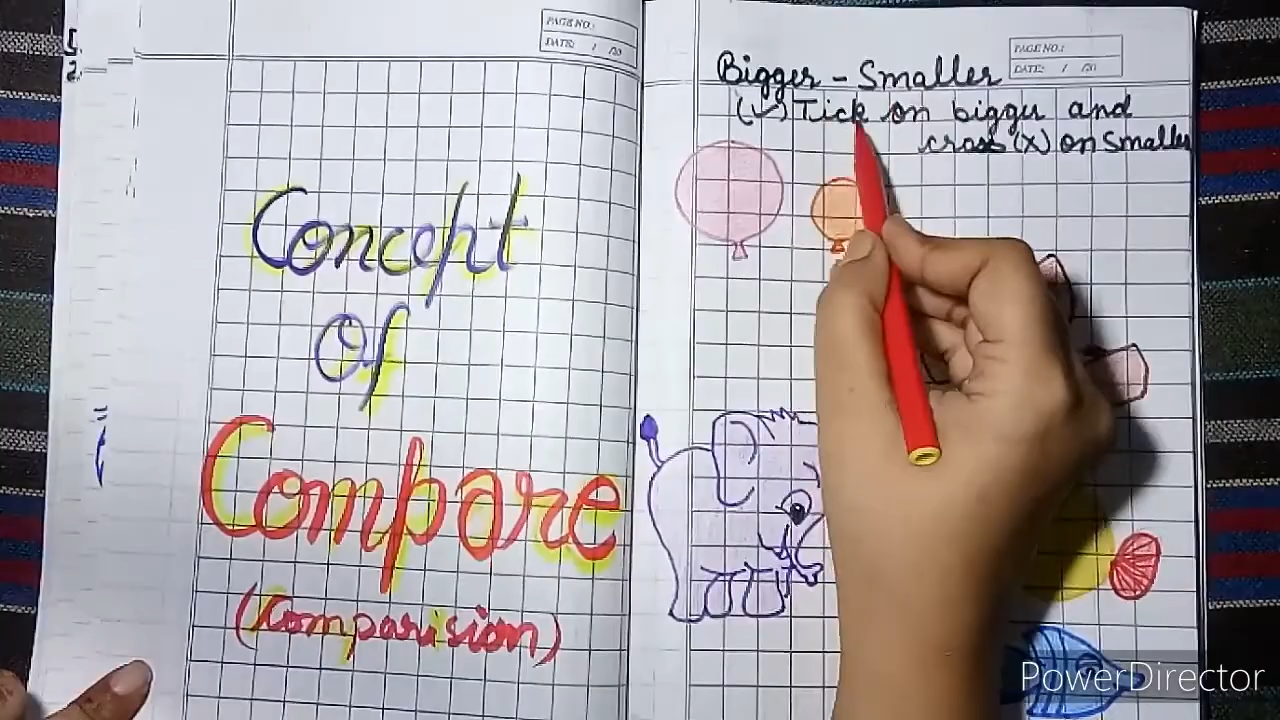 PAGE NO.:
DATE: / /20
Concept
Of
Compare
(Comparision)
PAGE NO.:
DATE: / /20
Bigger - Smaller
(✓) Tick on bigger and
cross (X) on Smaller
PowerDirector